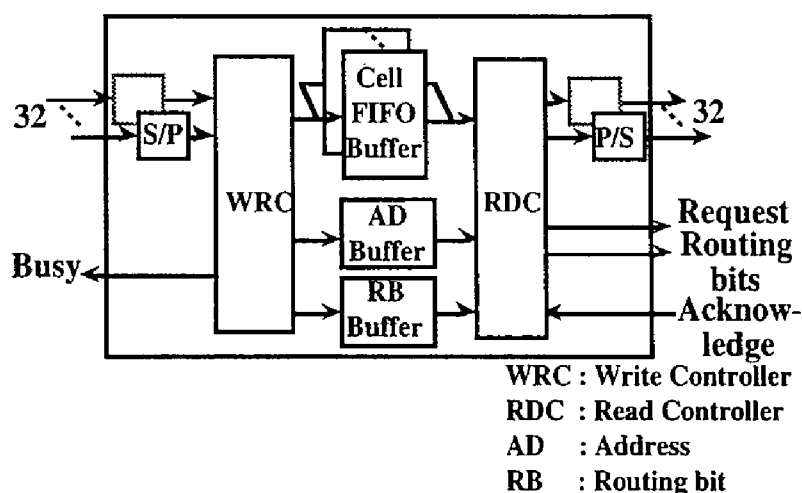 32
S/P
WRC
Cell
FIFO
Buffer
AD
Buffer
RB
Buffer
RDC
P/S
32
Busy
Request
Routing
bits
Acknow-
ledge
WRC : Write Controller
RDC : Read Controller
AD : Address
RB : Routing bit